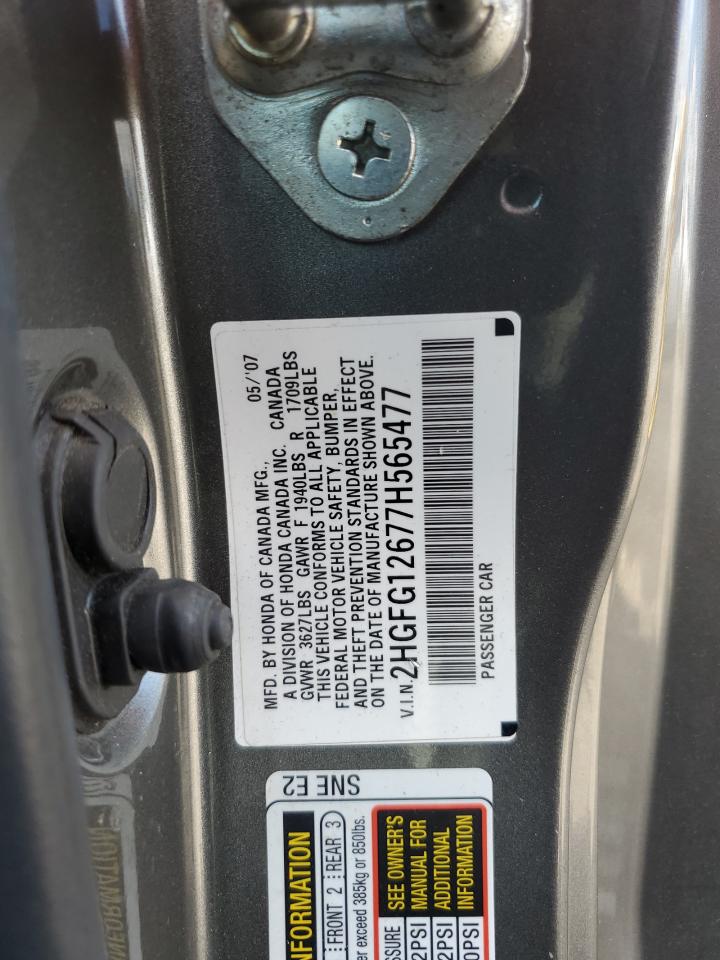 MFD. BY HONDA OF CANADA MFG., 05/'07
A DIVISION OF HONDA CANADA INC. CANADA
GVWR 3627LBS GAWR F 1940LBS R 1709LBS
THIS VEHICLE CONFORMS TO ALL APPLICABLE
FEDERAL MOTOR VEHICLE SAFETY, BUMPER,
AND THEFT PREVENTION STANDARDS IN EFFECT
ON THE DATE OF MANUFACTURE SHOWN ABOVE.
V.I.N. 2HGFG12677H565477
PASSENGER CAR
SNE E2
FRONT 2 REAR 3
exceed 385kg or 850lbs.
SEE OWNER'S
MANUAL FOR
ADDITIONAL
INFORMATION